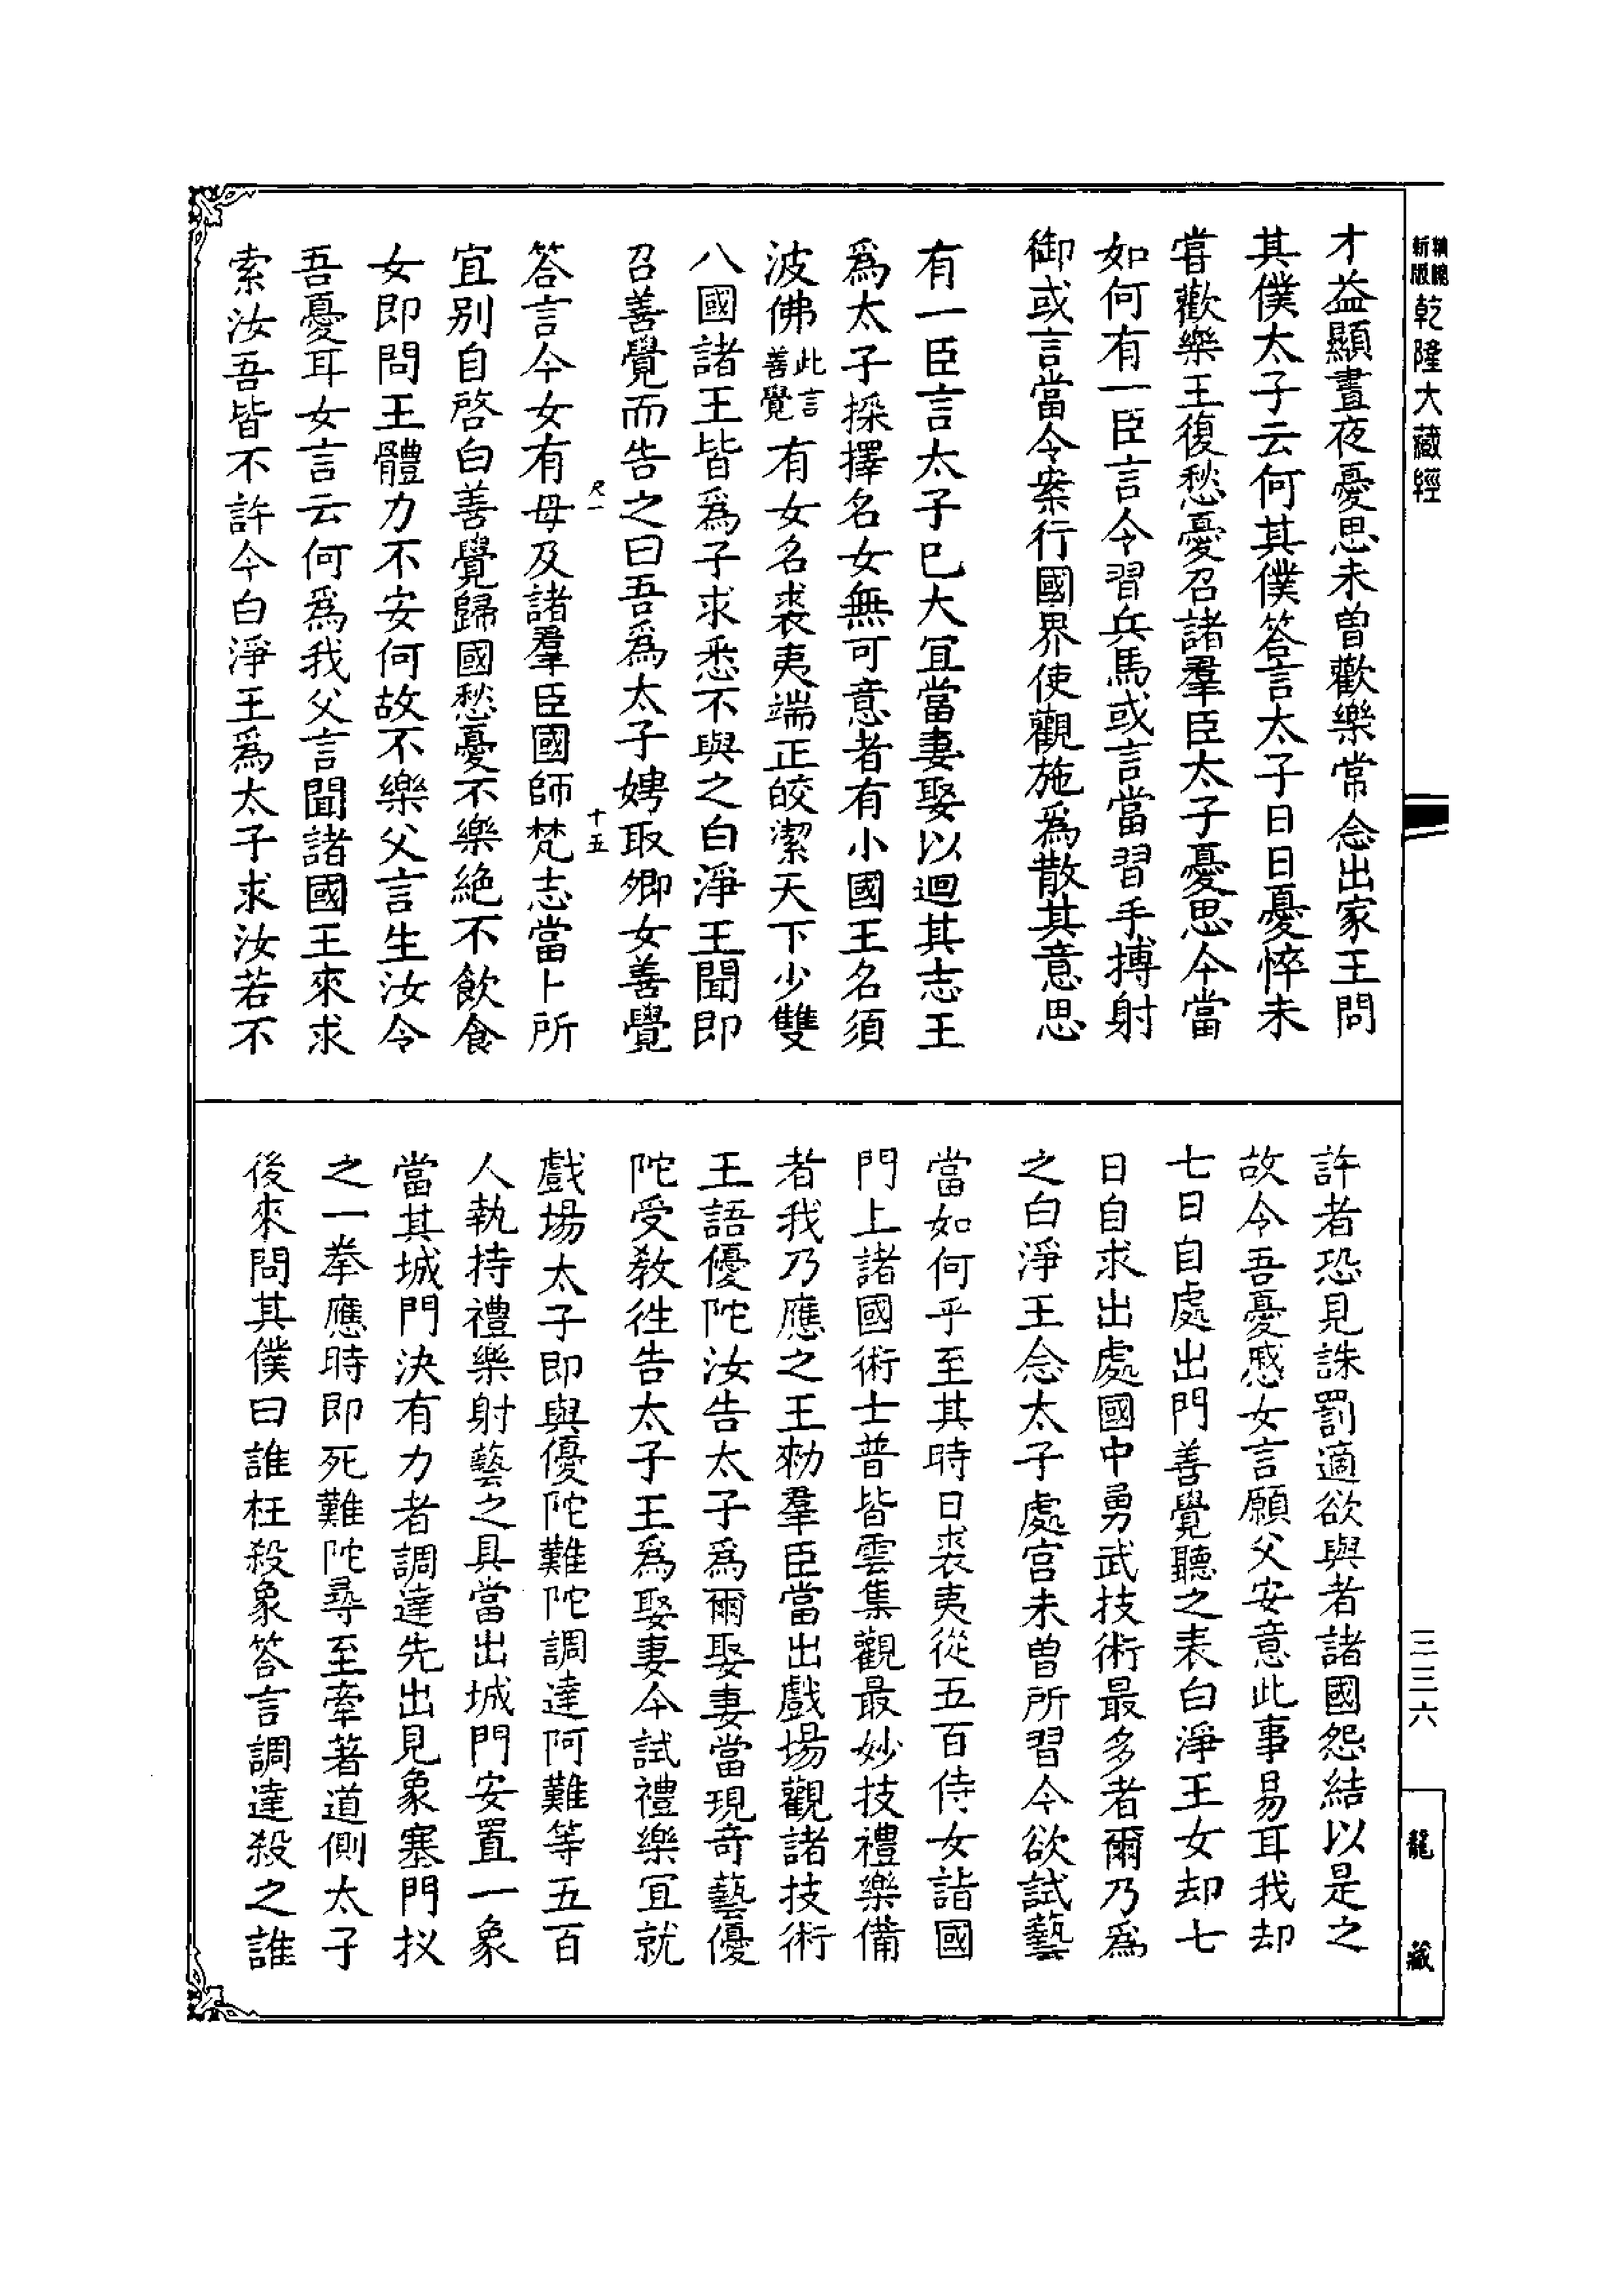 新版
乾隆大藏經
才益顯晝夜憂思未曾歡樂常念出家王問
其僕太子云何其僕答言太子日日憂悴未
嘗歡樂王復愁憂召諸羣臣太子憂思今當
如何有一臣言令習兵馬或言當習手搏射
御或言當令案行國界使觀施爲散其意思
有一臣言太子已大宜當妻娶以迴其志王
爲太子採擇名女無可意者有小國王名須
波佛此言善覺有女名裘夷端正皎潔天下少雙
八國諸王皆爲子求悉不與之白淨王聞即
召善覺而告之曰吾爲太子娉取卿女善覺
尺一 十五
答言今女有母及諸羣臣國師梵志當卜所
宜别自啓白善覺歸國愁憂不樂絶不飲食
女即問王體力不安何故不樂父言生汝令
吾憂耳女言云何爲我父言聞諸國王來求
索汝吾皆不許今白淨王爲太子求汝若不
許者恐見誅罰適欲與者諸國怨結以是之
故令吾憂慼女言願父安意此事易耳我却
七日自處出門善覺聽之表白淨王女却七
日自求出處國中勇武技術最多者爾乃爲
之白淨王念太子處宮未曾所習今欲試藝
當如何乎至其時日裘夷從五百侍女詣國
門上諸國術士普皆雲集觀最妙技禮樂備
者我乃應之王勑羣臣當出戲場觀諸技術
王語優陀汝告太子爲爾娶妻當現奇藝優
陀受教徃告太子王爲娶妻今試禮樂宜就
戲場太子即與優陀難陀調達阿難等五百
人執持禮樂射藝之具當出城門安置一象
當其城門決有力者調達先出見象塞門扠
之一拳應時即死難陀尋至牽著道側太子
後來問其僕曰誰枉殺象答言調達殺之誰
三三六
龍藏